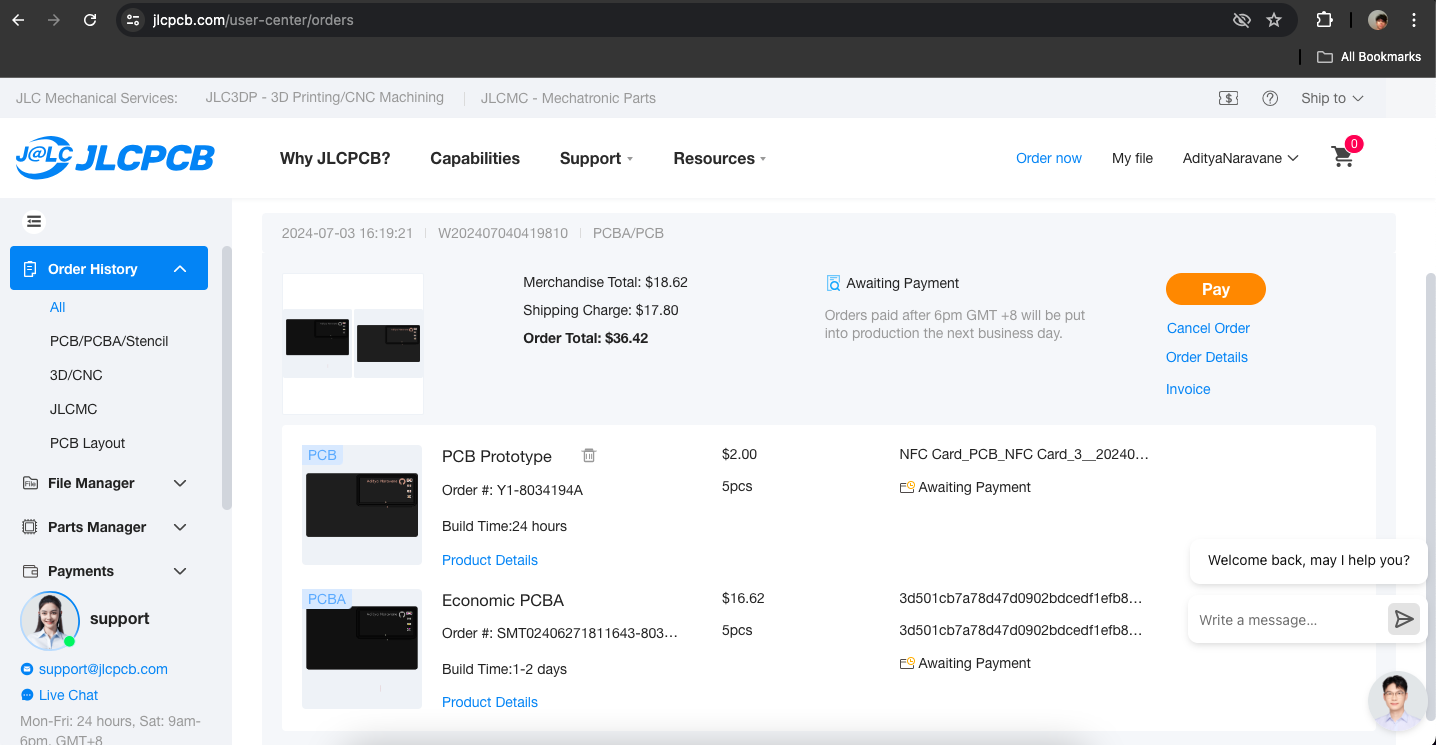 jlcpcb.com/user-center/orders
All Bookmarks
JLC Mechanical Services: JLC3DP - 3D Printing/CNC Machining JLCMC - Mechatronic Parts Ship to
J@LC JLCPCB Why JLCPCB? Capabilities Support Resources Order now My file AdityaNaravane 0
Order History
All
PCB/PCBA/Stencil
3D/CNC
JLCMC
PCB Layout
File Manager
Parts Manager
Payments
support
support@jlcpcb.com
Live Chat
Mon-Fri: 24 hours, Sat: 9am-
6pm, GMT+8
2024-07-03 16:19:21 W202407040419810 PCBA/PCB
Merchandise Total: $18.62
Shipping Charge: $17.80
Order Total: $36.42
Awaiting Payment
Orders paid after 6pm GMT +8 will be put
into production the next business day.
Pay
Cancel Order
Order Details
Invoice
PCB
Aditya Naravane
PCB Prototype
Order #: Y1-8034194A
Build Time:24 hours
Product Details
$2.00
5pcs
NFC Card_PCB_NFC Card_3__20240...
Awaiting Payment
PCBA
Aditya Naravane
Economic PCBA
Order #: SMT02406271811643-803...
Build Time:1-2 days
Product Details
$16.62
5pcs
3d501cb7a78d47d0902bdcedf1efb8...
3d501cb7a78d47d0902bdcedf1efb8...
Awaiting Payment
Welcome back, may I help you?
Write a message...